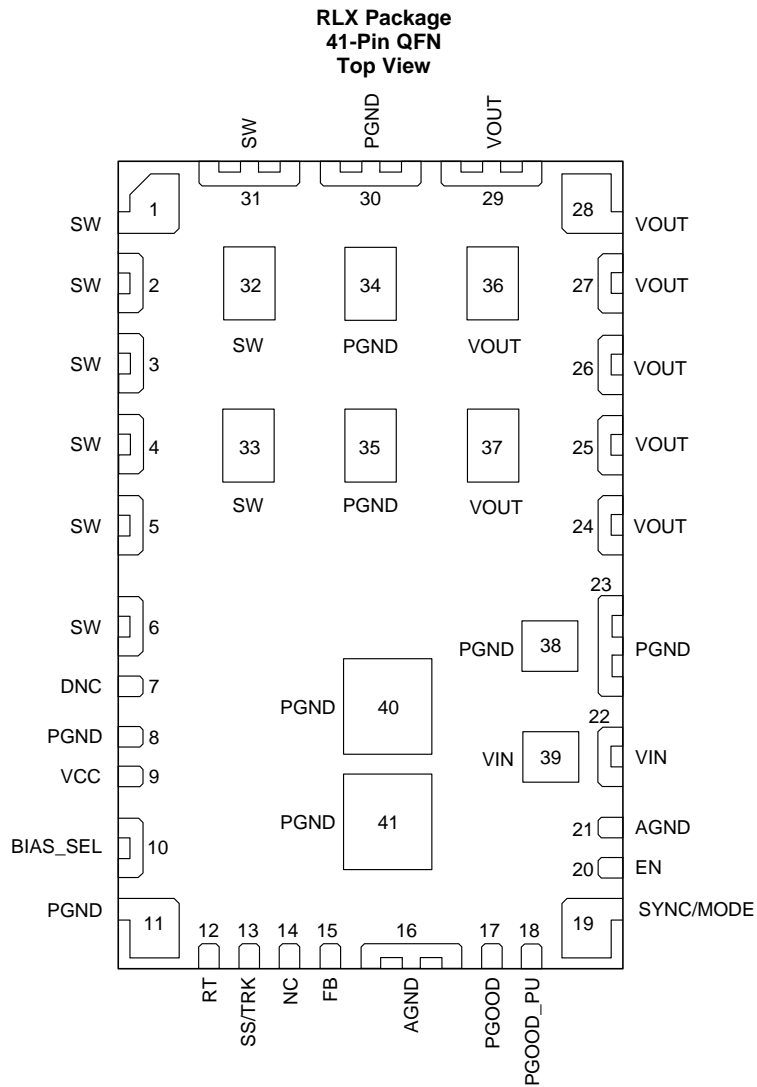 RLX Package
41-Pin QFN
Top View
SW
PGND
VOUT
31
30
29
1
28
SW
VOUT
SW
2
32
34
36
27
VOUT
SW
PGND
VOUT
SW
3
26
VOUT
SW
4
33
35
37
25
VOUT
SW
PGND
VOUT
SW
5
24
VOUT
23
SW
6
PGND
38
PGND
DNC
7
PGND
40
22
PGND
8
VIN
39
VIN
VCC
9
PGND
41
21
AGND
BIAS_SEL
10
20
EN
PGND
11
19
SYNC/MODE
12
13
14
15
16
17
18
RT
SS/TRK
NC
FB
AGND
PGOOD
PGOOD_PU